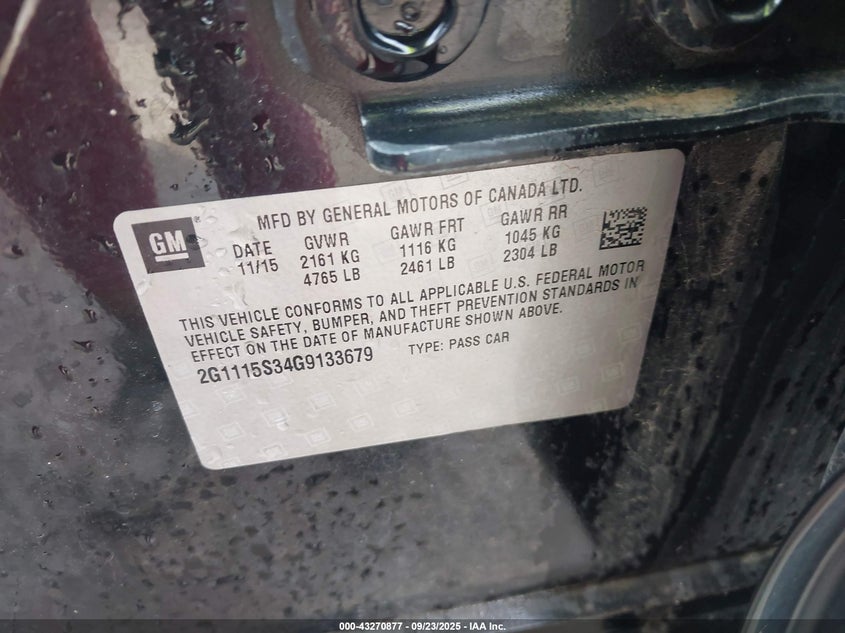 GM
MFD BY GENERAL MOTORS OF CANADA LTD.
DATE GVWR GAWR FRT GAWR RR
11/15 2161 KG 1116 KG 1045 KG
4765 LB 2461 LB 2304 LB
THIS VEHICLE CONFORMS TO ALL APPLICABLE U.S. FEDERAL MOTOR
VEHICLE SAFETY, BUMPER, AND THEFT PREVENTION STANDARDS IN
EFFECT ON THE DATE OF MANUFACTURE SHOWN ABOVE.
2G1115S34G9133679 TYPE: PASS CAR
000-43270877 - 09/23/2025 - IAA Inc.